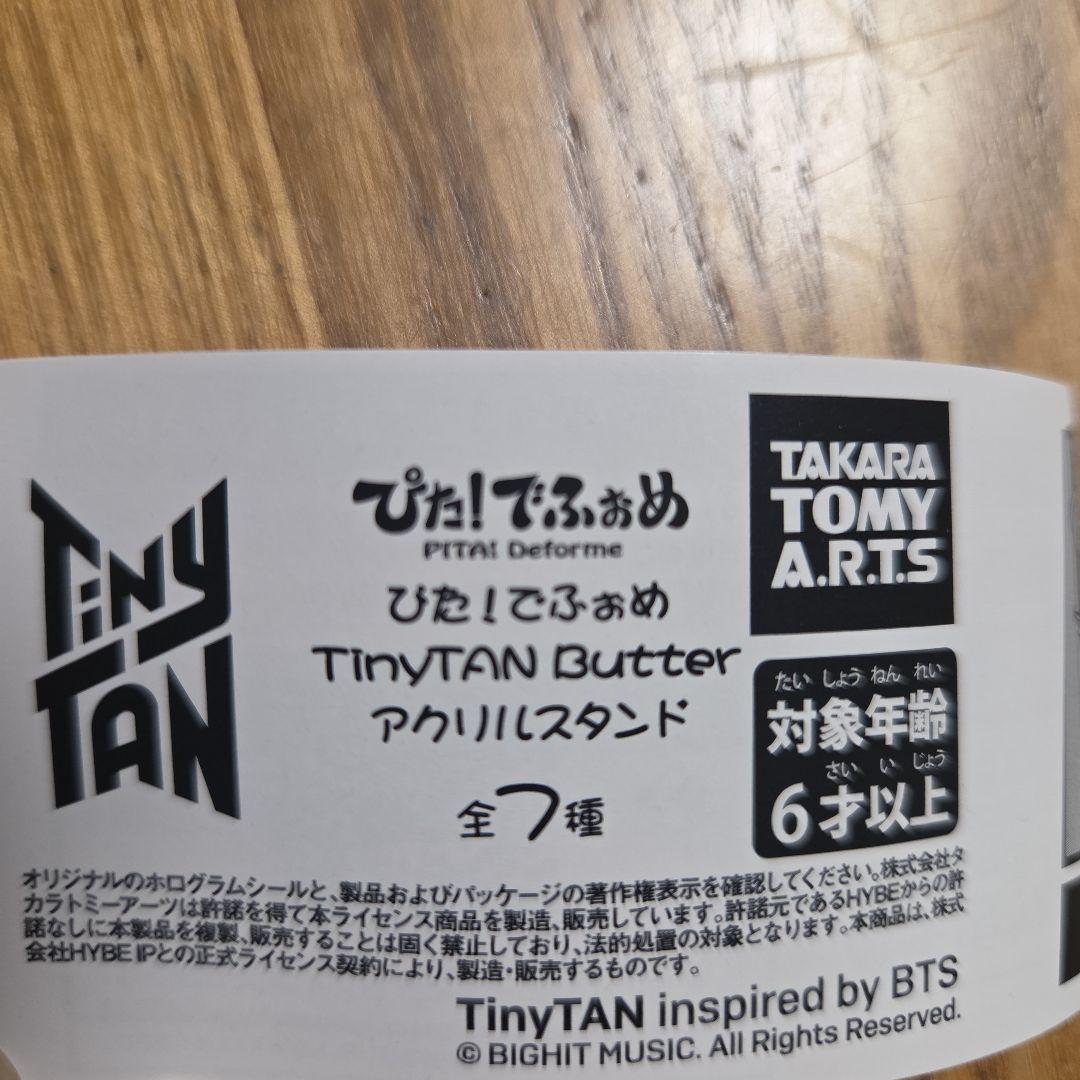 TINY
TAN
ぴた!でふぉめ
PITA! Deforme
ぴた!でふぉめ
TinyTAN Butter
アクリルスタンド
全7種
TAKARA
TOMY
A.R.T.S
たいしょうねんれい
対象年齢
さいいじょう
6才以上
オリジナルのホログラムシールと、製品およびパッケージの著作権表示を確認してください。株式会社タ
カラトミーアーツは許諾を得て本ライセンス商品を製造、販売しています。許諾元であるHYBEからの許
諾なしに本製品を複製、販売することは固く禁止しており、法的処置の対象となります。本商品は、株式
会社HYBE IPとの正式ライセンス契約により、製造・販売するものです。
TinyTAN inspired by BTS
© BIGHIT MUSIC. All Rights Reserved.